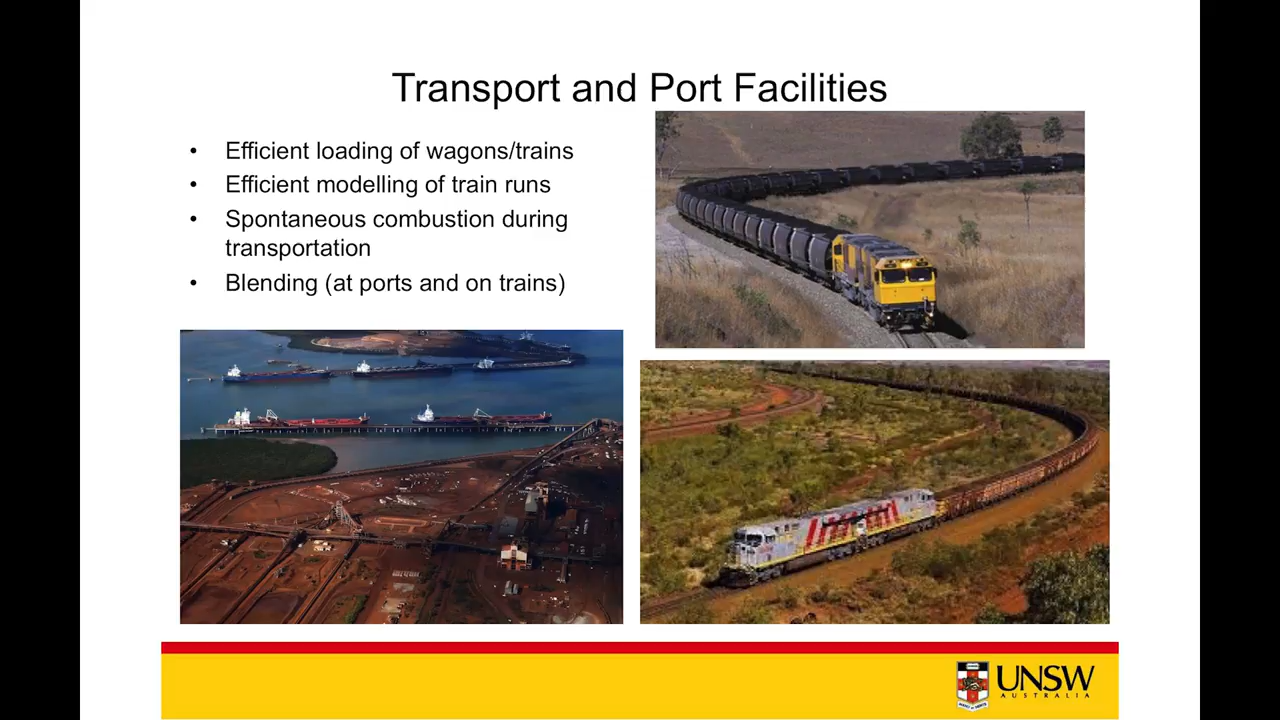 Transport and Port Facilities
• Efficient loading of wagons/trains
• Efficient modelling of train runs
• Spontaneous combustion during
transportation
• Blending (at ports and on trains)
UNSW
AUSTRALIA